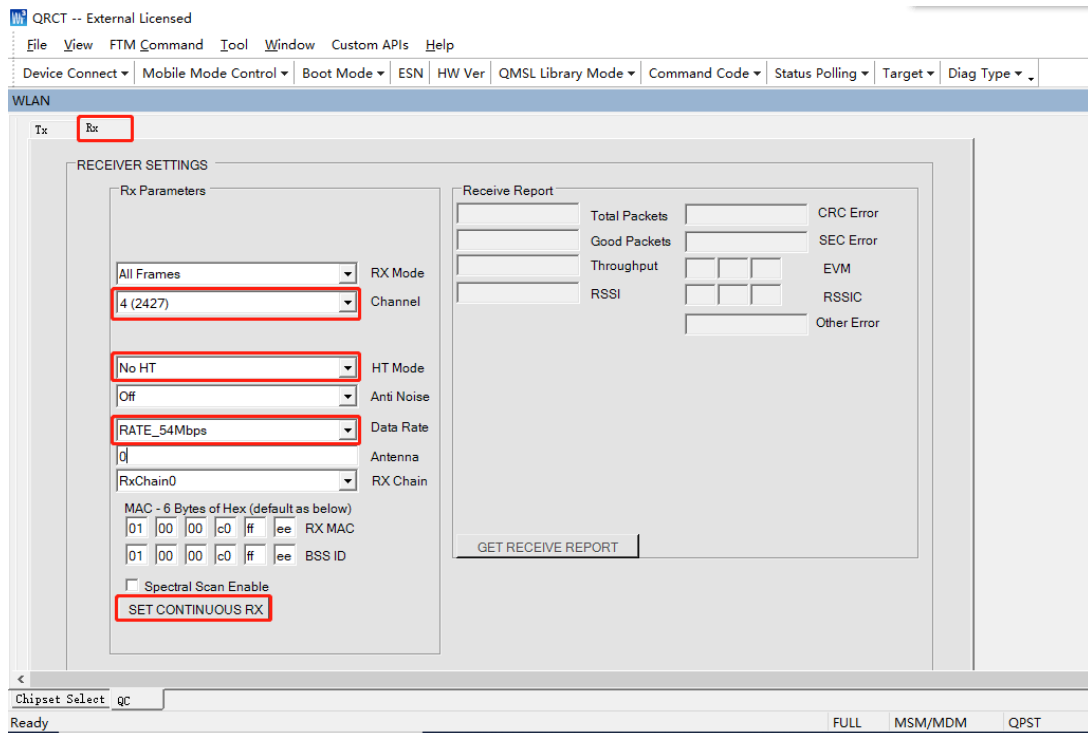 QRCT -- External Licensed
File View FTM Command Tool Window Custom APIs Help
Device Connect Mobile Mode Control Boot Mode ESN HW Ver QMSL Library Mode Command Code Status Polling Target Diag Type
WLAN
Tx Rx
RECEIVER SETTINGS
Rx Parameters
All Frames RX Mode
4 (2427) Channel
No HT HT Mode
Off Anti Noise
RATE_54Mbps Data Rate
0 Antenna
RxChain0 RX Chain
MAC - 6 Bytes of Hex (default as below)
01 00 00 c0 ff ee RX MAC
01 00 00 c0 ff ee BSS ID
Spectral Scan Enable
SET CONTINUOUS RX
Receive Report
Total Packets CRC Error
Good Packets SEC Error
Throughput EVM
RSSI RSSIC
Other Error
GET RECEIVE REPORT
Chipset Select QC
Ready FULL MSM/MDM QPST